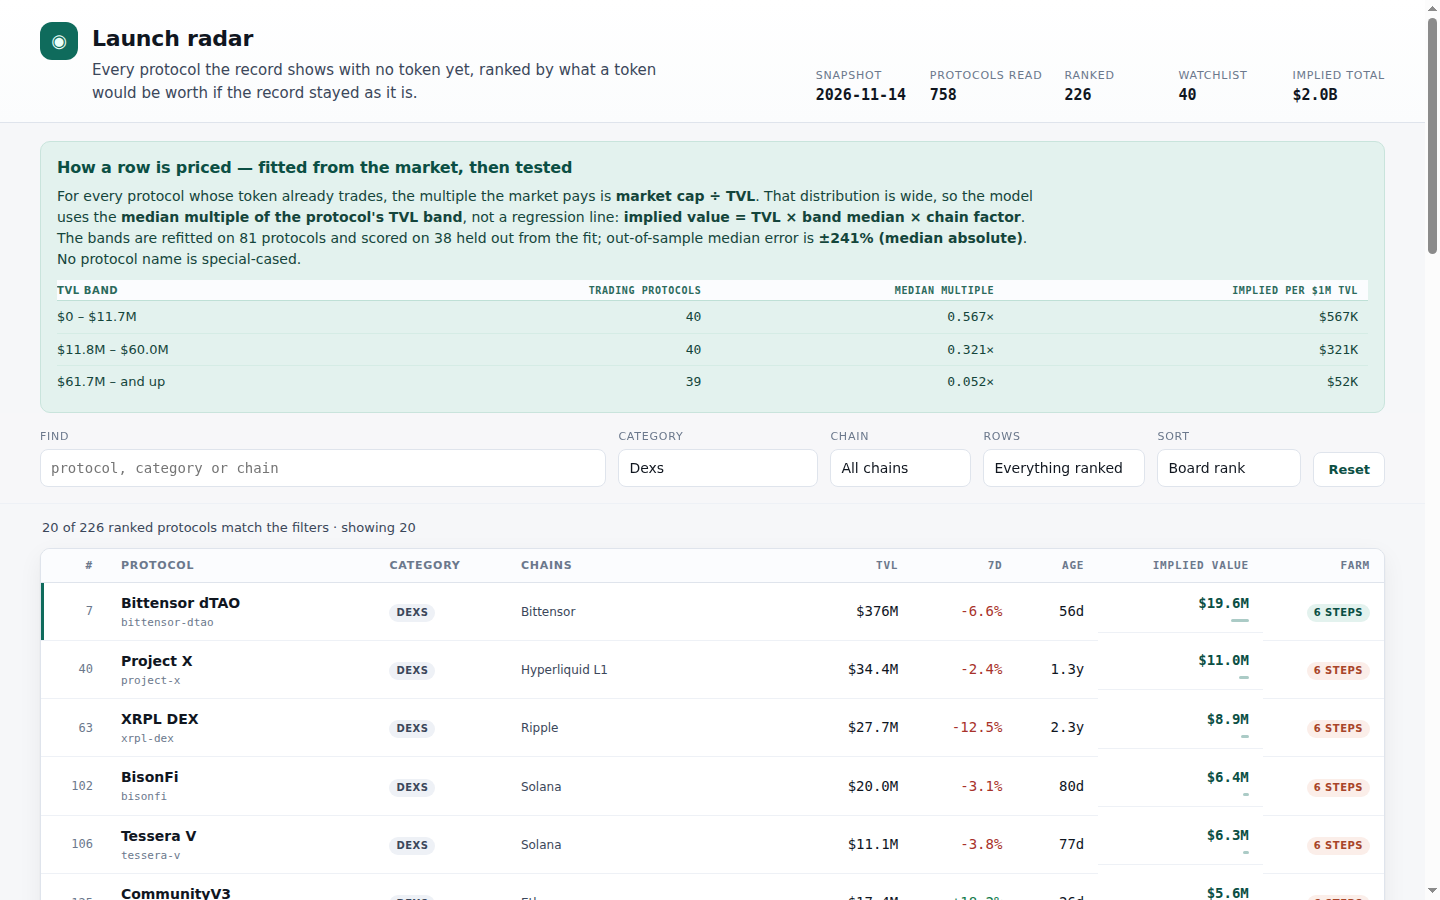 ◉
Launch radar
Every protocol the record shows with no token yet, ranked by what a token
would be worth if the record stayed as it is.
SNAPSHOT
2026-11-14
PROTOCOLS READ
758
RANKED
226
WATCHLIST
40
IMPLIED TOTAL
$2.0B
How a row is priced — fitted from the market, then tested
For every protocol whose token already trades, the multiple the market pays is market cap ÷ TVL. That distribution is wide, so the model
uses the median multiple of the protocol's TVL band, not a regression line: implied value = TVL × band median × chain factor.
The bands are refitted on 81 protocols and scored on 38 held out from the fit; out-of-sample median error is ±241% (median absolute).
No protocol name is special-cased.
TVL BAND TRADING PROTOCOLS MEDIAN MULTIPLE IMPLIED PER $1M TVL
$0 – $11.7M 40 0.567× $567K
$11.8M – $60.0M 40 0.321× $321K
$61.7M – and up 39 0.052× $52K
FIND CATEGORY CHAIN ROWS SORT
protocol, category or chain Dexs All chains Everything ranked Board rank Reset
20 of 226 ranked protocols match the filters · showing 20
# PROTOCOL CATEGORY CHAINS TVL 7D AGE IMPLIED VALUE FARM
7 Bittensor dTAO DEXS Bittensor $376M -6.6% 56d $19.6M 6 STEPS
bittensor-dtao
40 Project X DEXS Hyperliquid L1 $34.4M -2.4% 1.3y $11.0M 6 STEPS
project-x
63 XRPL DEX DEXS Ripple $27.7M -12.5% 2.3y $8.9M 6 STEPS
xrpl-dex
102 BisonFi DEXS Solana $20.0M -3.1% 80d $6.4M 6 STEPS
bisonfi
106 Tessera V DEXS Solana $11.1M -3.8% 77d $6.3M 6 STEPS
tessera-v
CommunityV3 $5.6M